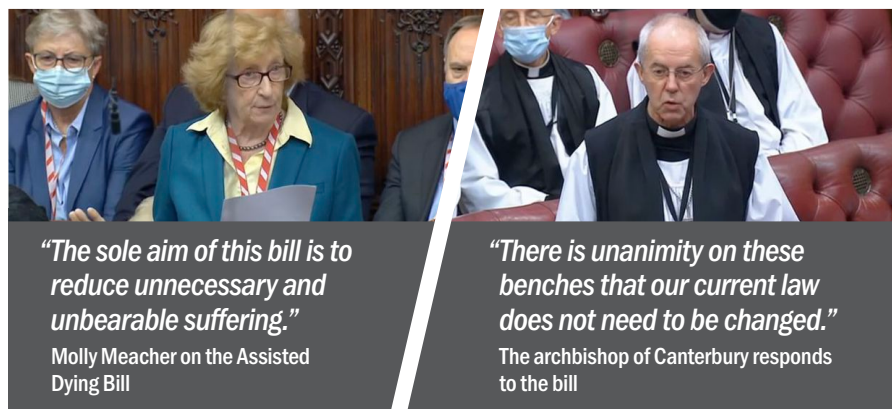 “The sole aim of this bill is to
reduce unnecessary and
unbearable suffering.”
Molly Meacher on the Assisted
Dying Bill
“There is unanimity on these
benches that our current law
does not need to be changed.”
The archbishop of Canterbury responds
to the bill